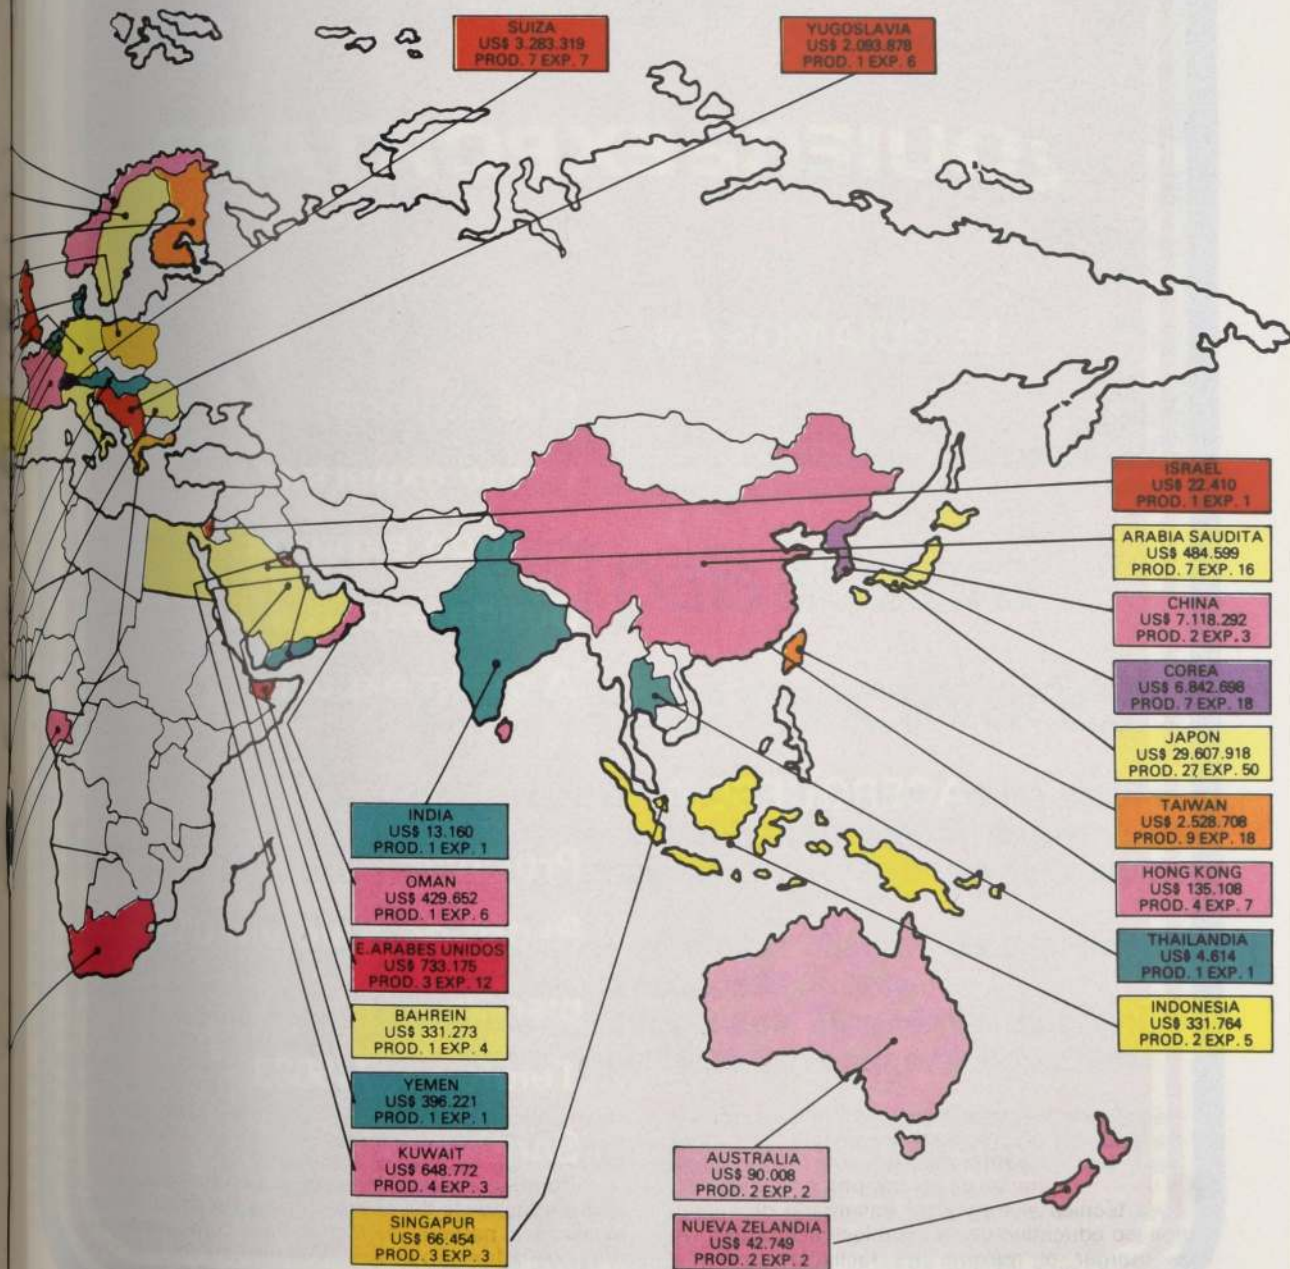 SUIZA
US$ 3.283.319
PROD. 7 EXP. 7
YUGOSLAVIA
US$ 2.093.878
PROD. 1 EXP. 6
ISRAEL
US$ 22.410
PROD. 1 EXP. 1
ARABIA SAUDITA
US$ 484.599
PROD. 7 EXP. 16
CHINA
US$ 7.118.292
PROD. 2 EXP. 3
COREA
US$ 6.842.698
PROD. 7 EXP. 18
JAPON
US$ 29.607.918
PROD. 27 EXP. 50
TAIWAN
US$ 2.528.708
PROD. 9 EXP. 18
HONG KONG
US$ 135.108
PROD. 4 EXP. 7
THAILANDIA
US$ 4.614
PROD. 1 EXP. 1
INDONESIA
US$ 331.764
PROD. 2 EXP. 5
INDIA
US$ 13.160
PROD. 1 EXP. 1
OMAN
US$ 429.652
PROD. 1 EXP. 6
E.ARABES UNIDOS
US$ 733.175
PROD. 3 EXP. 12
BAHREIN
US$ 331.273
PROD. 1 EXP. 4
YEMEN
US$ 396.221
PROD. 1 EXP. 1
KUWAIT
US$ 648.772
PROD. 4 EXP. 3
SINGAPUR
US$ 66.454
PROD. 3 EXP. 3
AUSTRALIA
US$ 90.008
PROD. 2 EXP. 2
NUEVA ZELANDIA
US$ 42.749
PROD. 2 EXP. 2